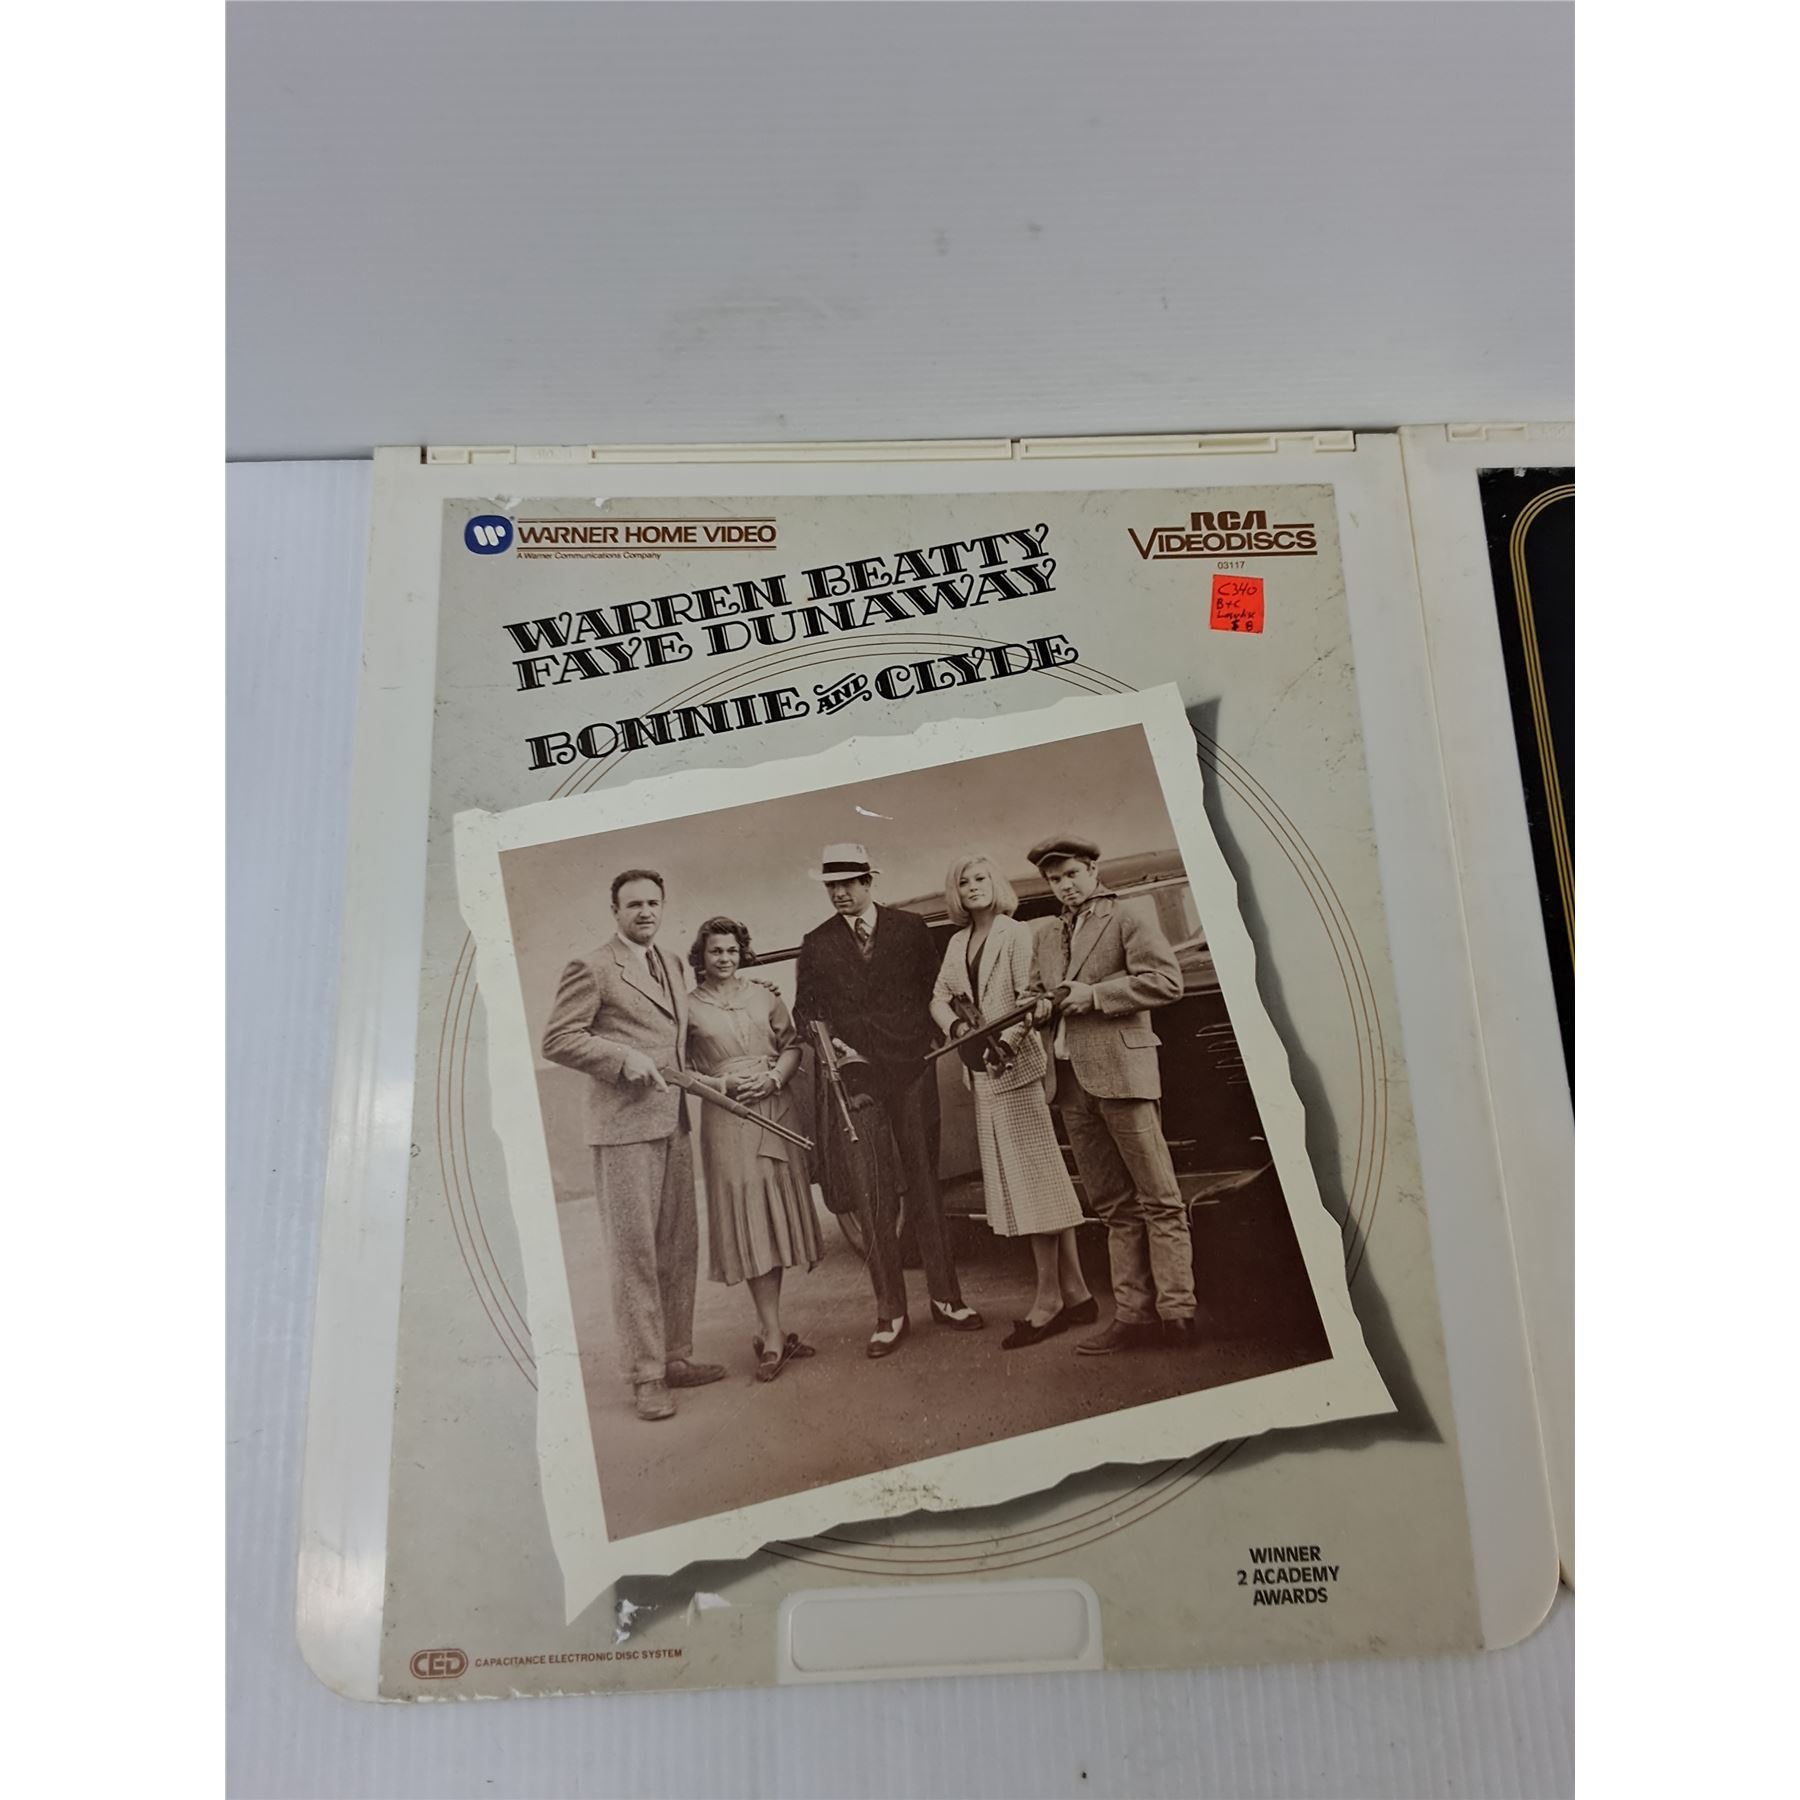 WARNER HOME VIDEO
A Warner Communications Company
RCA
VIDEODISCS
03117
C340
B+C
$8
WARREN BEATTY
FAYE DUNAWAY
BONNIE AND CLYDE
WINNER
2 ACADEMY
AWARDS
CED CAPACITANCE ELECTRONIC DISC SYSTEM